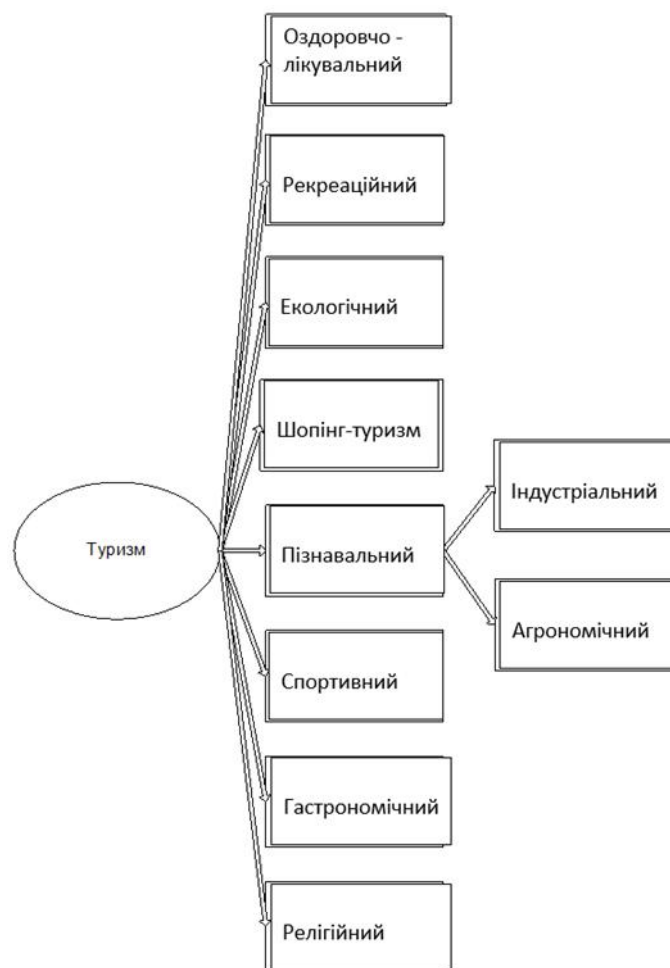 Оздоровчо -
лікувальний
Рекреаційний
Екологічний
Шопінг-туризм
Індустріальний
Туризм
Пізнавальний
Агрономічний
Спортивний
Гастрономічний
Релігійний